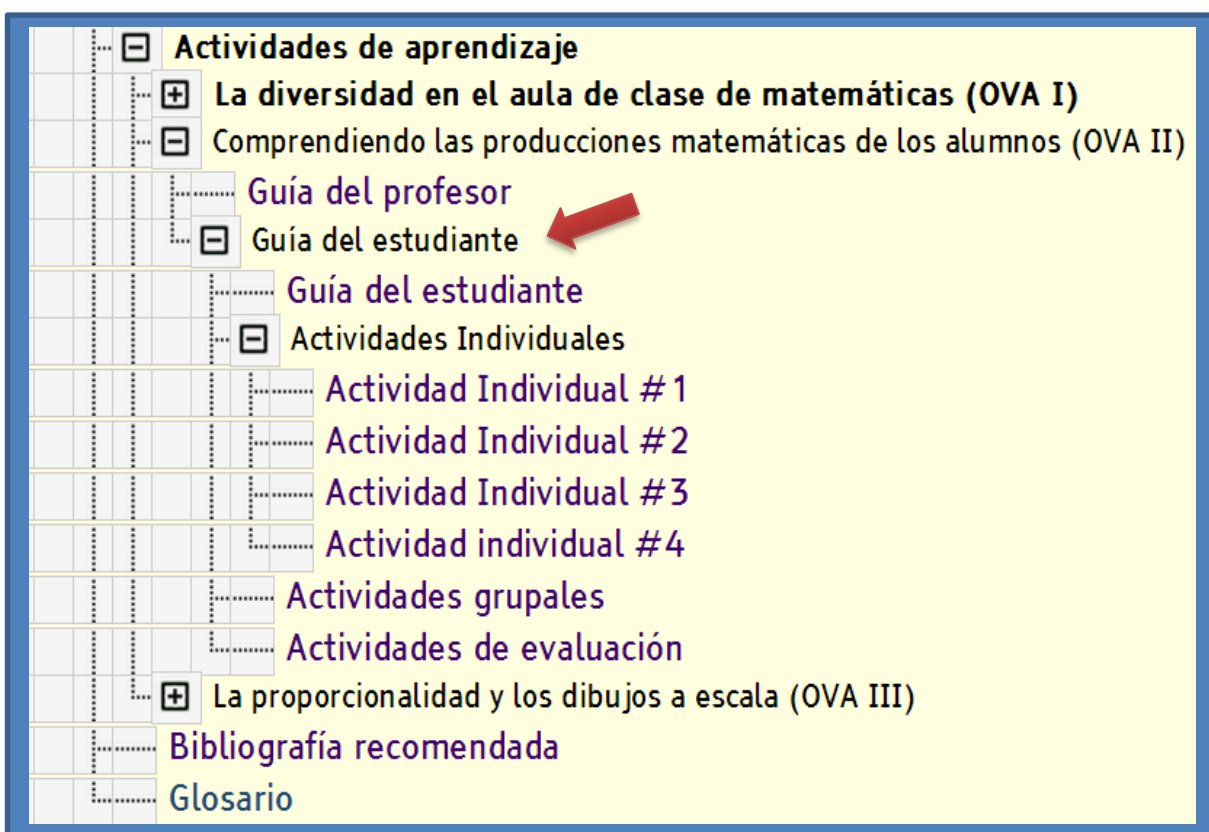 Actividades de aprendizaje
La diversidad en el aula de clase de matemáticas (OVA I)
Comprendiendo las producciones matemáticas de los alumnos (OVA II)
Guía del profesor
Guía del estudiante
Guía del estudiante
Actividades Individuales
Actividad Individual #1
Actividad Individual #2
Actividad Individual #3
Actividad individual #4
Actividades grupales
Actividades de evaluación
La proporcionalidad y los dibujos a escala (OVA III)
Bibliografía recomendada
Glosario